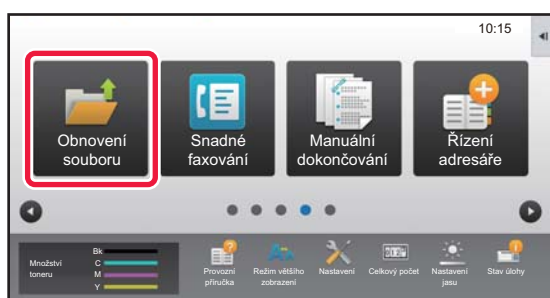 10:15
Obnovení
souboru
Snadné
faxování
Manuální
dokončování
Řízení
adresáře
Množství
toneru
Bk
C
M
Y
Provozní
příručka
Režim většího
zobrazení
Nastavení
Celkový počet
Nastavení
jasu
Stav úlohy